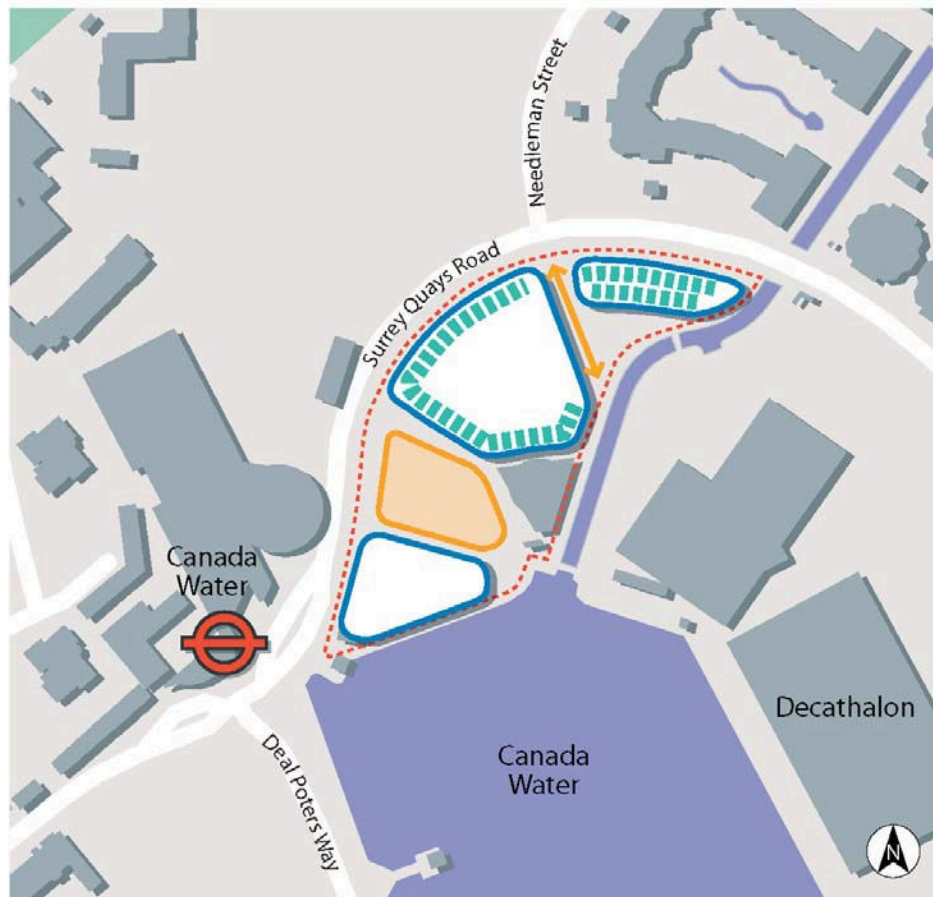 Needleman Street
Surrey Quays Road
Canada
Water
Decathalon
Canada
Water
Deal Poters Way
N